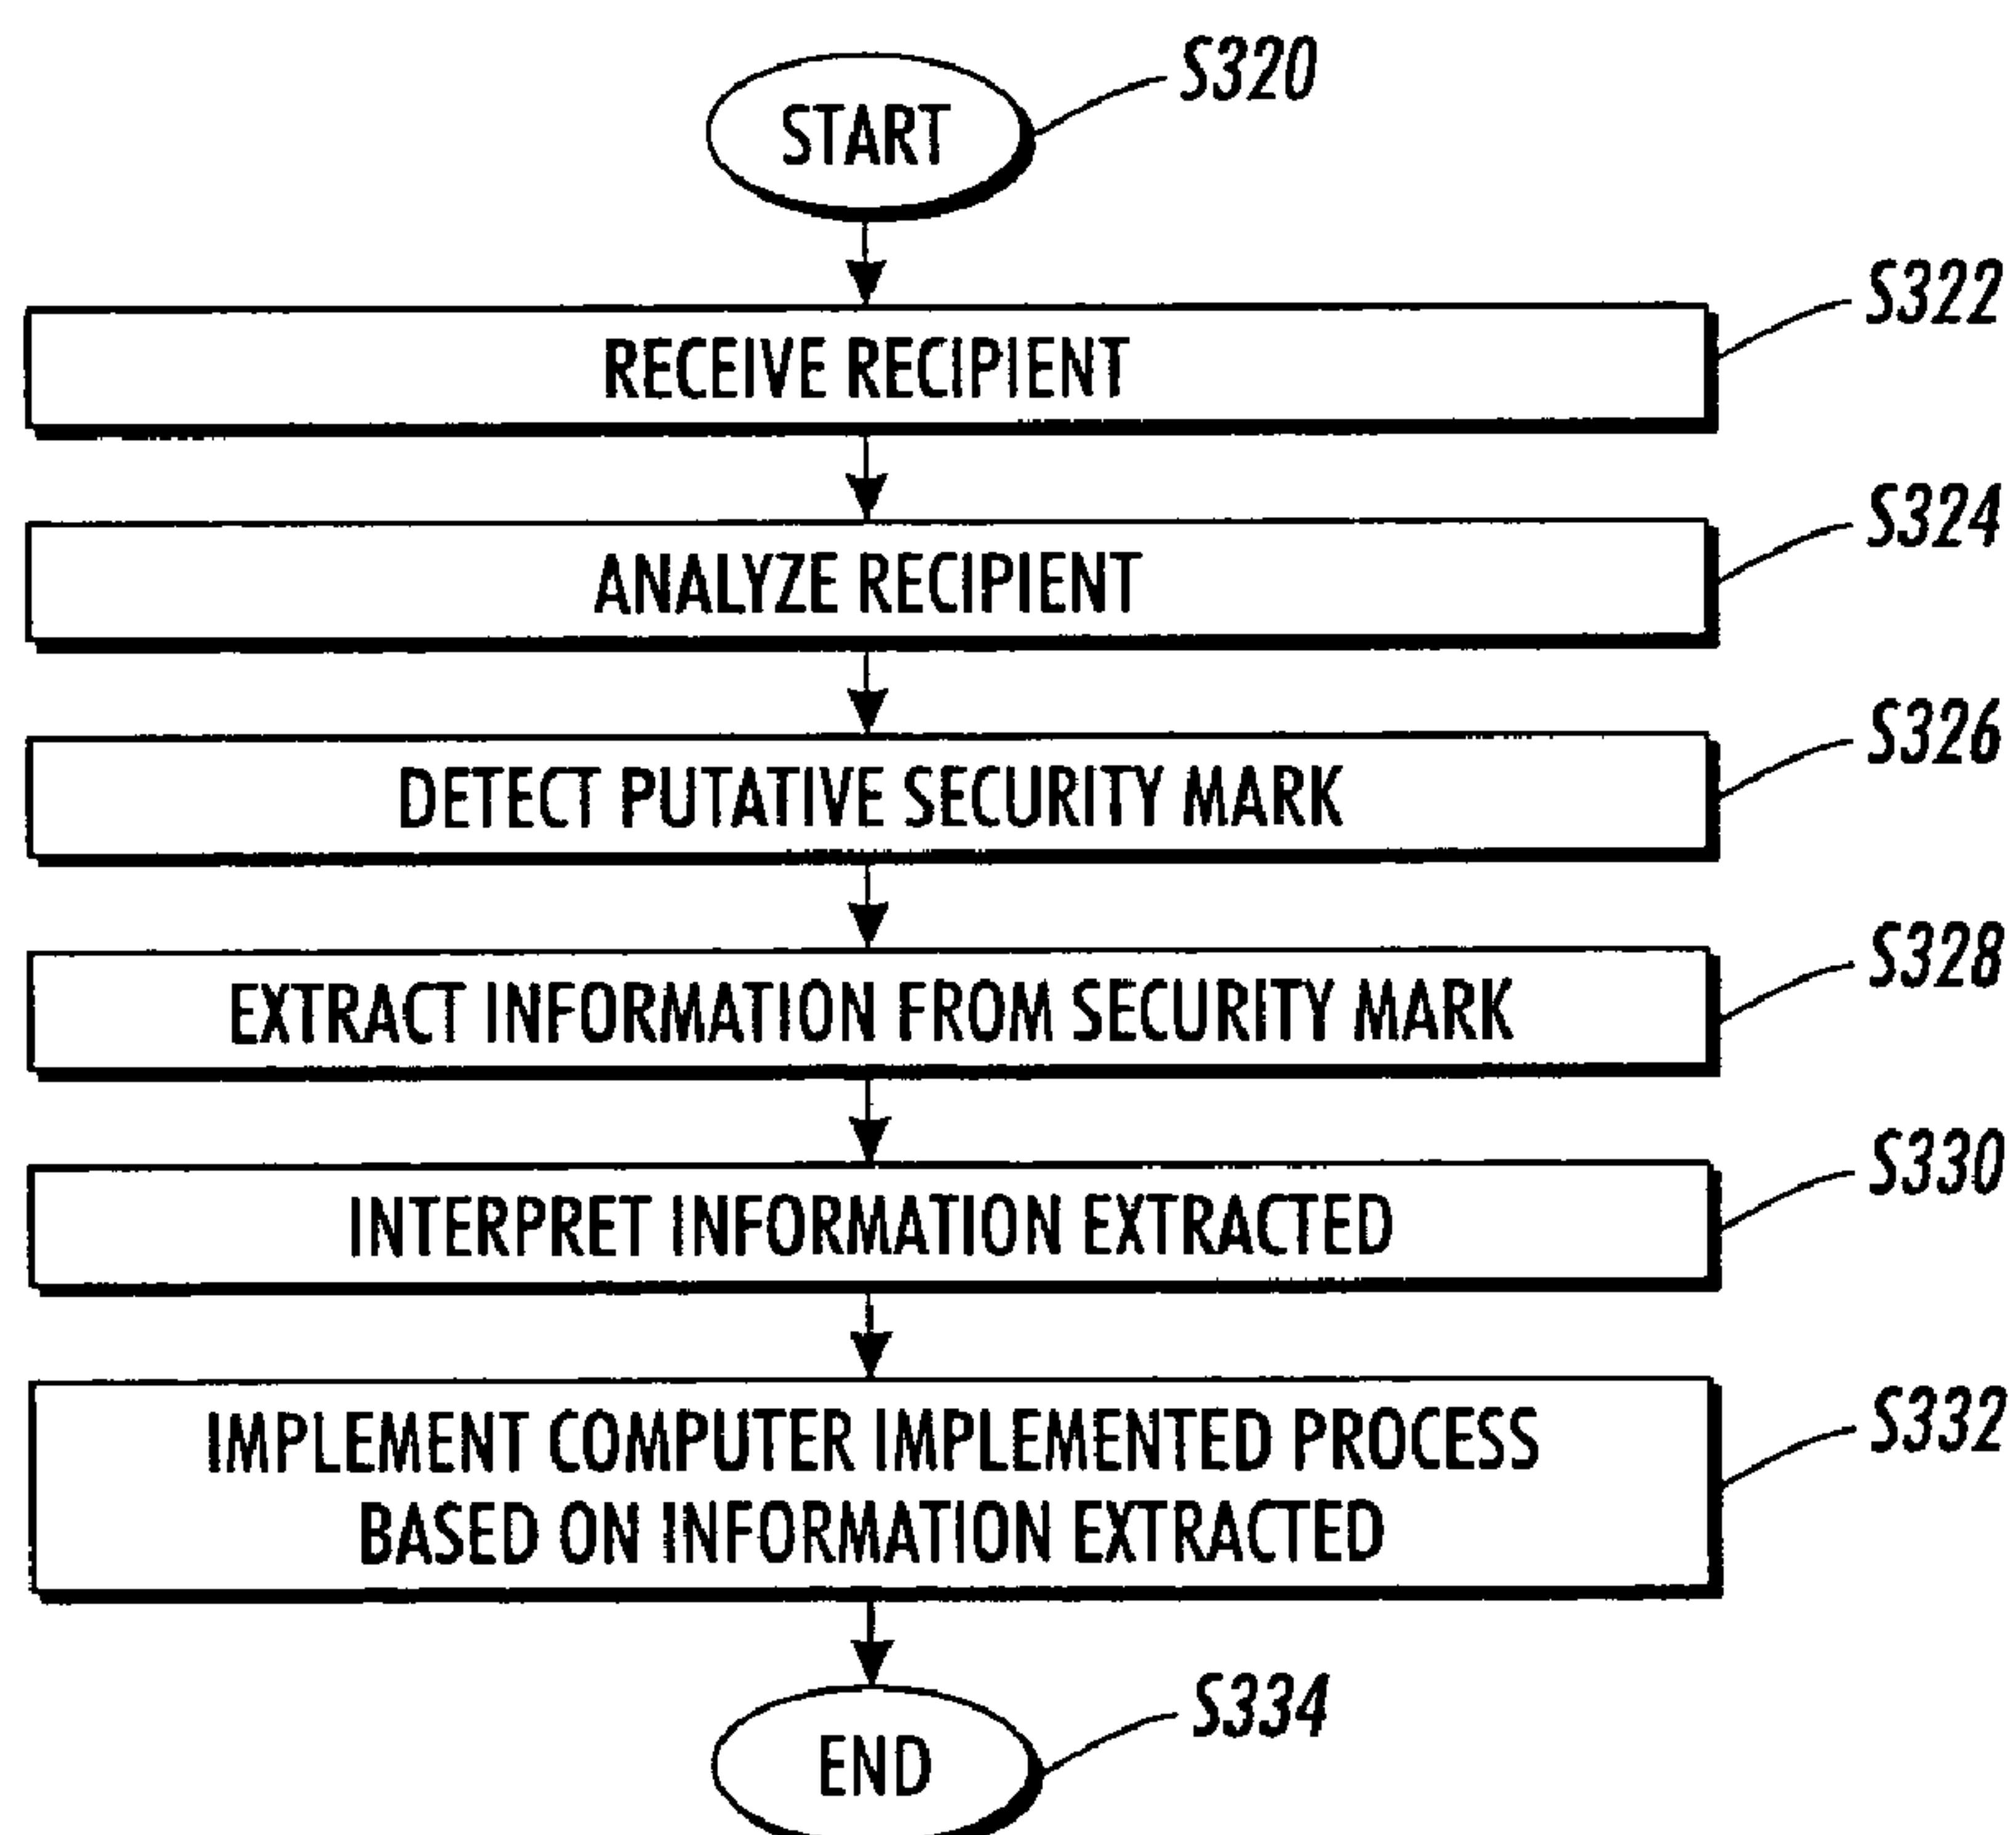 START
S320
RECEIVE RECIPIENT
S322
ANALYZE RECIPIENT
S324
DETECT PUTATIVE SECURITY MARK
S326
EXTRACT INFORMATION FROM SECURITY MARK
S328
INTERPRET INFORMATION EXTRACTED
S330
IMPLEMENT COMPUTER IMPLEMENTED PROCESS
BASED ON INFORMATION EXTRACTED
S332
END
S334